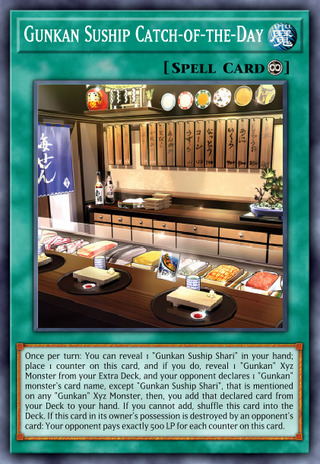 Gunkan Suship Catch-of-the-Day
魔
[Spell Card]
Once per turn: You can reveal 1 "Gunkan Suship Shari" in your hand;
place 1 counter on this card, and if you do, reveal 1 "Gunkan" Xyz
Monster from your Extra Deck, and your opponent declares 1 "Gunkan"
monster's card name, except "Gunkan Suship Shari", that is mentioned
on any "Gunkan" Xyz Monster, then, you add that declared card from
your Deck to your hand. If you cannot add, shuffle this card into the
Deck. If this card in its owner's possession is destroyed by an opponent's
card: Your opponent pays exactly 500 LP for each counter on this card.